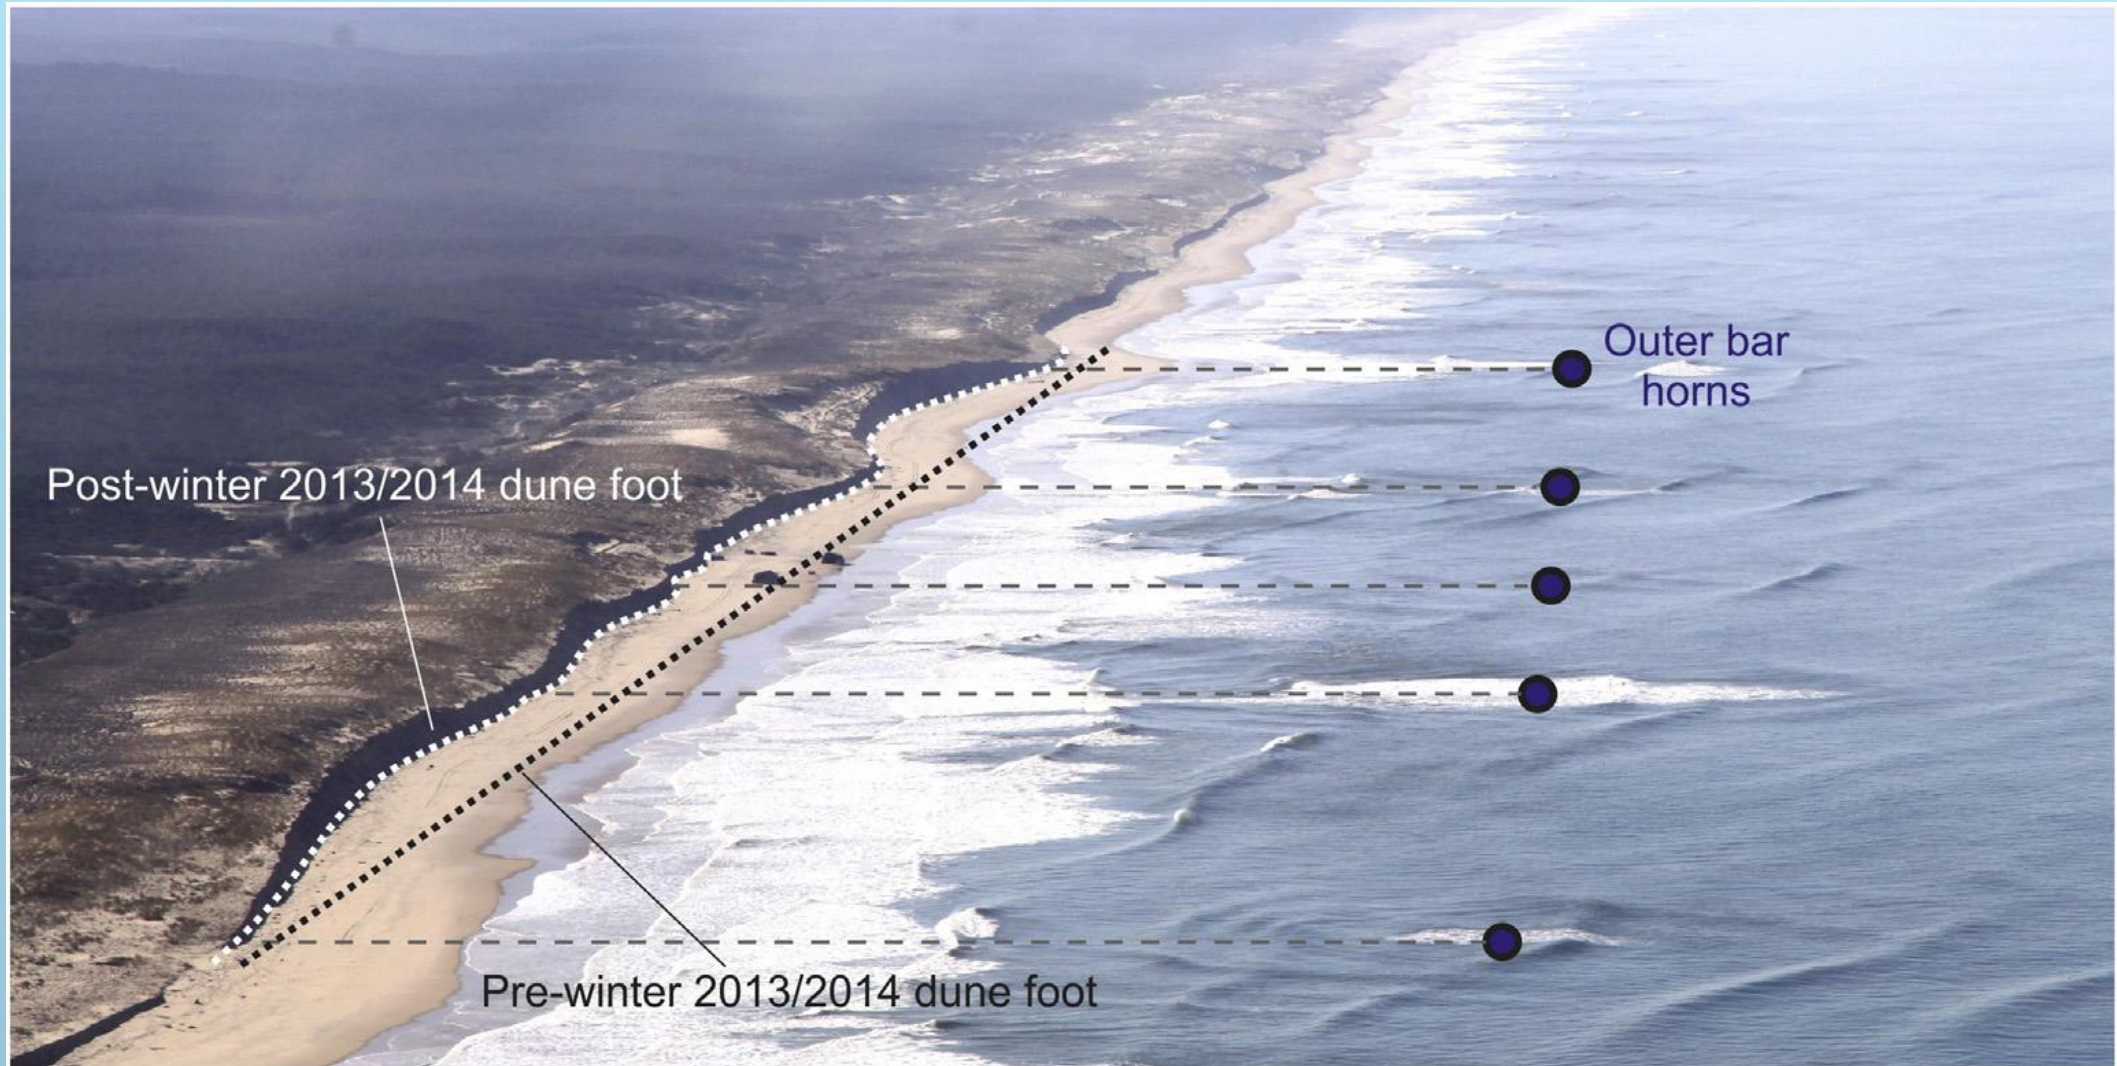 Outer bar
horns
Post-winter 2013/2014 dune foot
Pre-winter 2013/2014 dune foot